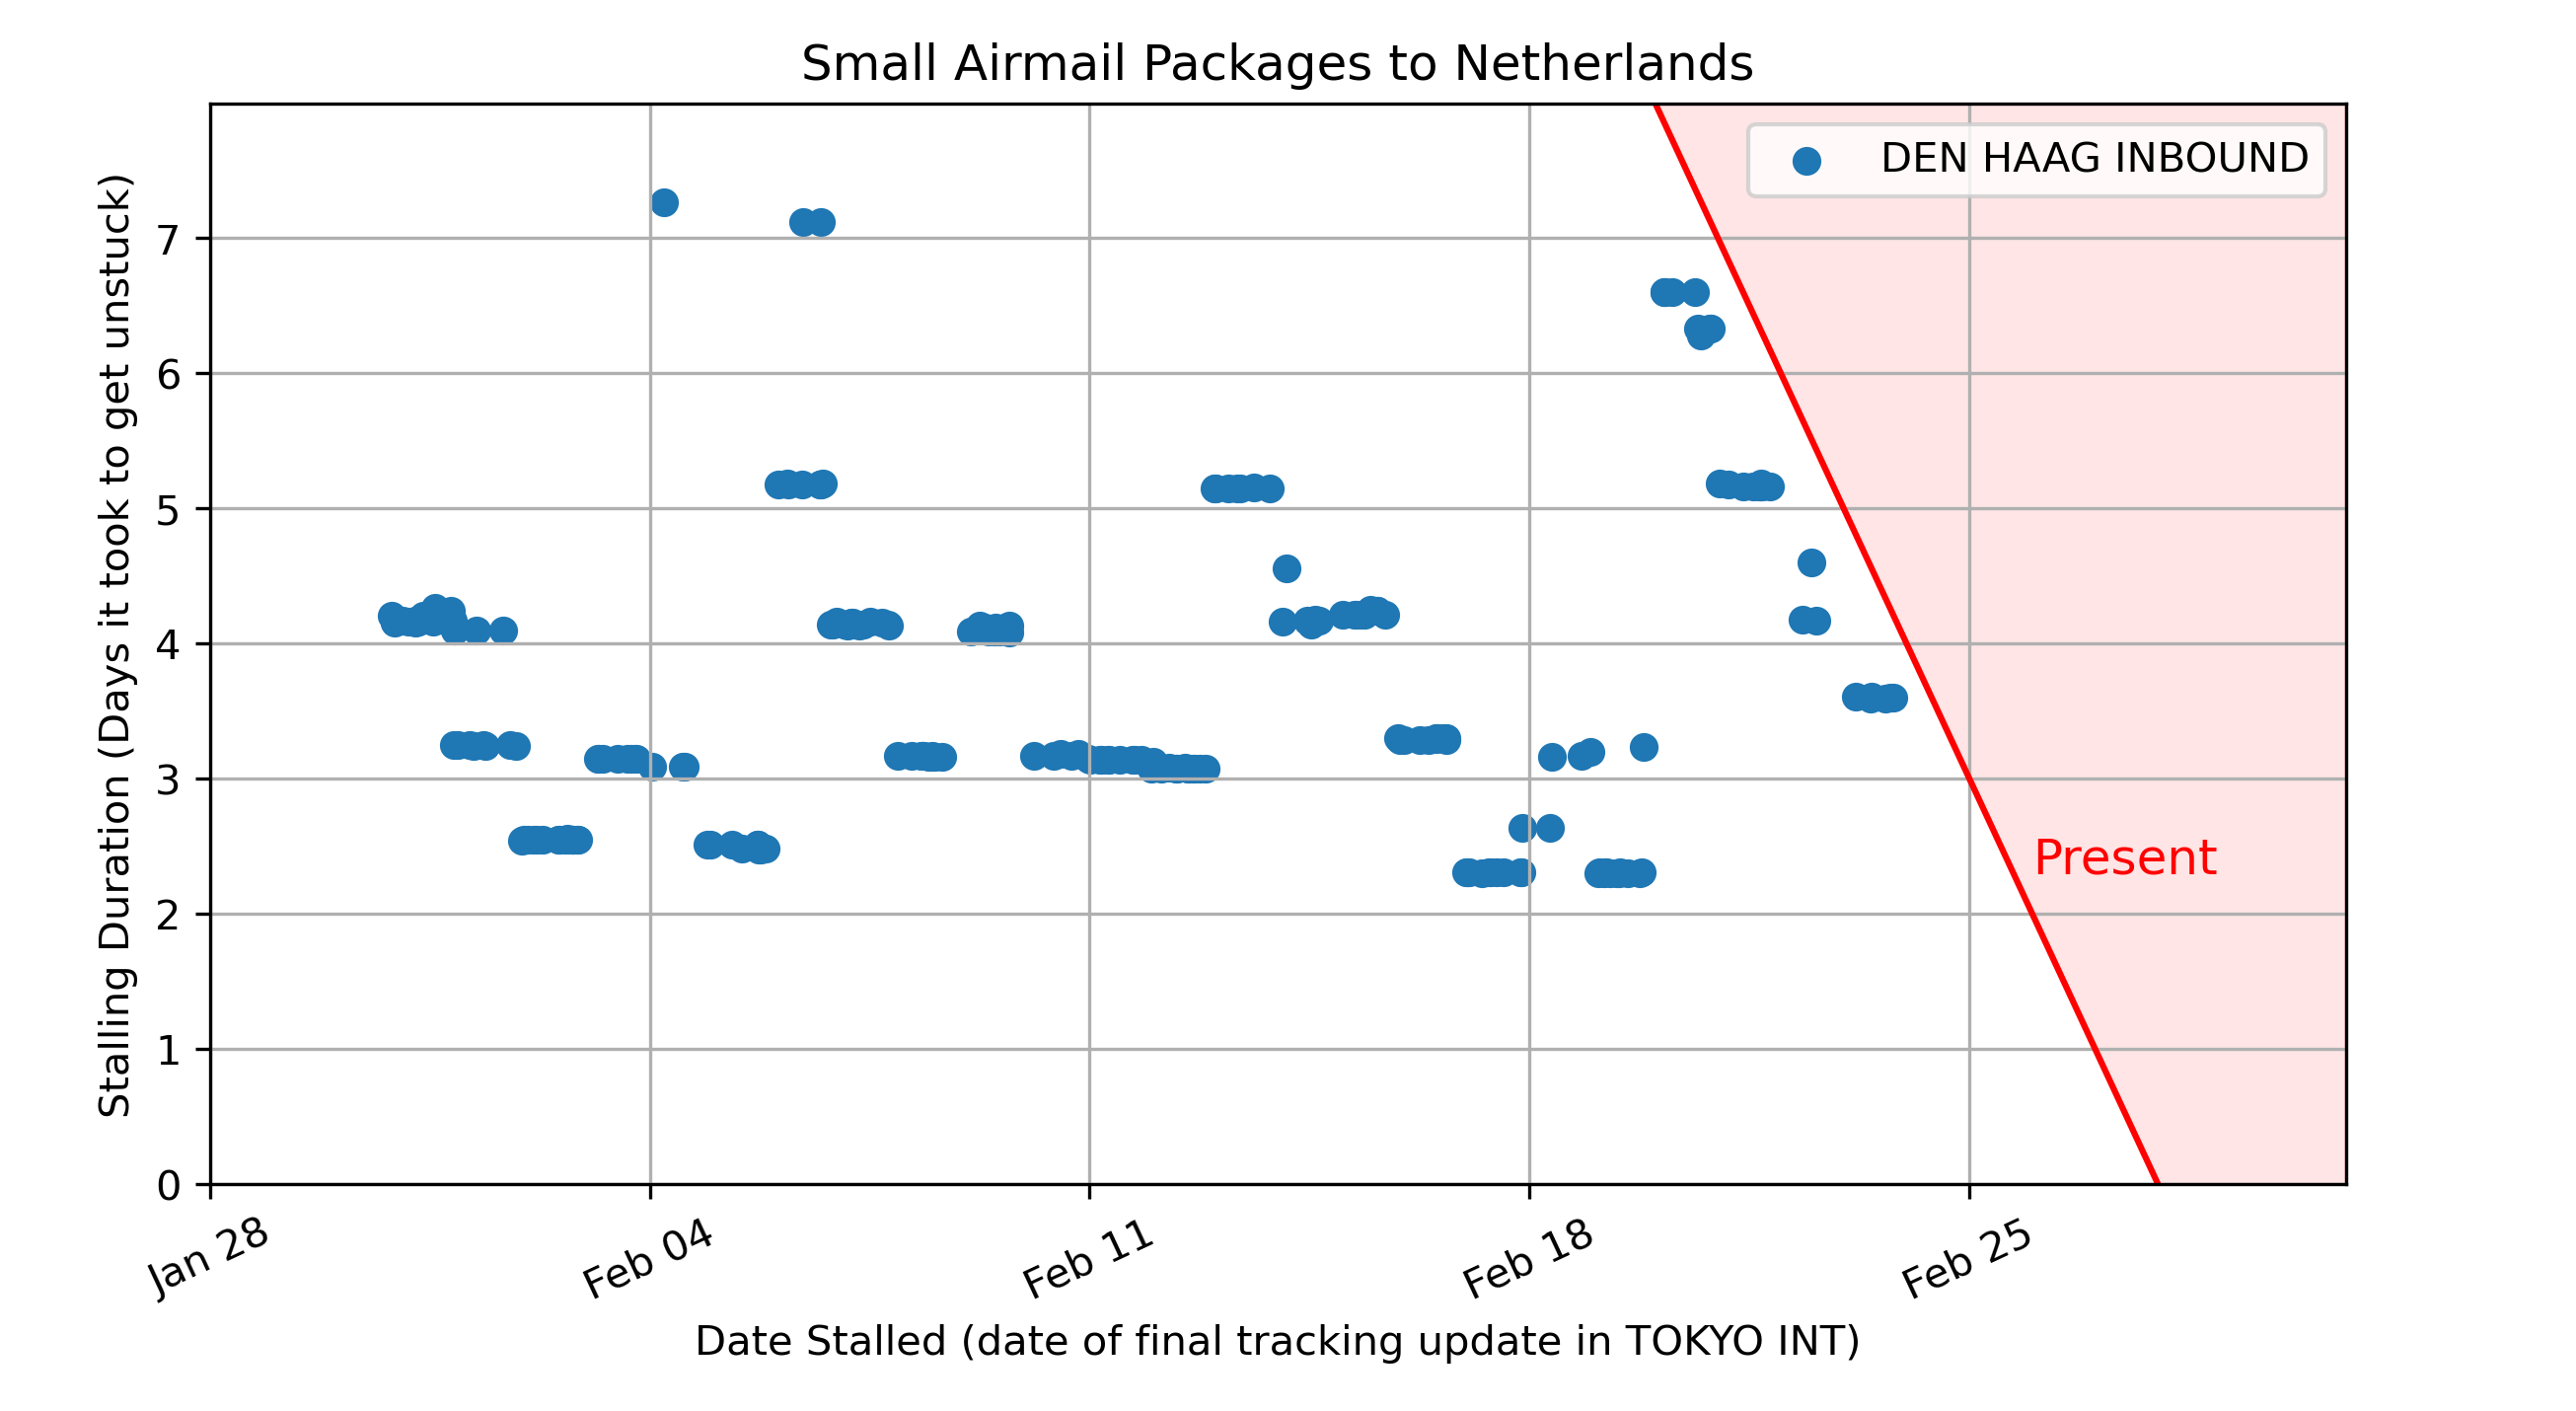 Small Airmail Packages to Netherlands
DEN HAAG INBOUND
Stalling Duration (Days it took to get unstuck)
7
6
5
4
3
2
1
0
Present
Jan 28
Feb 04
Feb 11
Feb 18
Feb 25
Date Stalled (date of final tracking update in TOKYO INT)